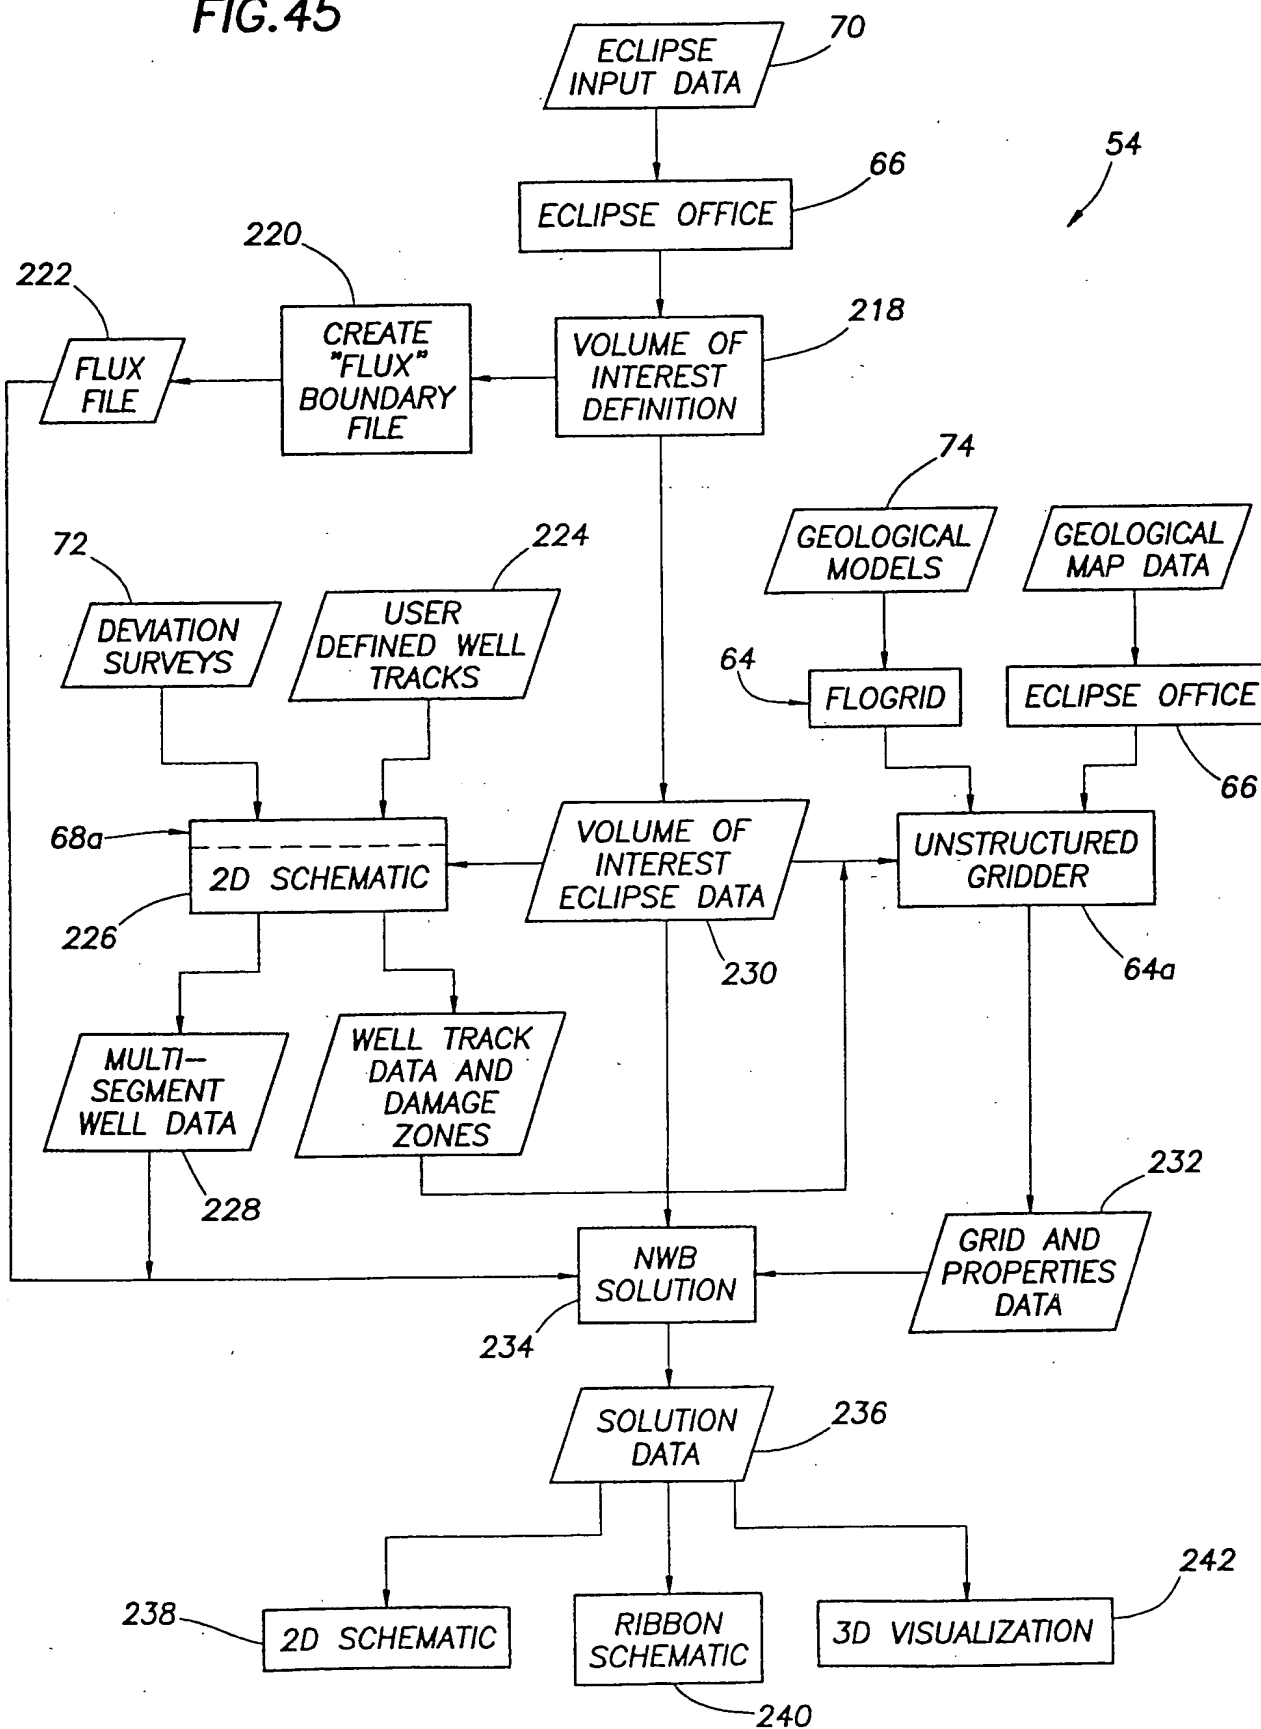 FIG.45
ECLIPSE
INPUT DATA
70
ECLIPSE OFFICE
66
54
220
222
218
FLUX
FILE
CREATE
"FLUX"
BOUNDARY
FILE
VOLUME OF
INTEREST
DEFINITION
74
72
224
DEVIATION
SURVEYS
USER
DEFINED WELL
TRACKS
GEOLOGICAL
MODELS
GEOLOGICAL
MAP DATA
64
FLOGRID
ECLIPSE OFFICE
66
68a
2D SCHEMATIC
226
VOLUME OF
INTEREST
ECLIPSE DATA
230
UNSTRUCTURED
GRIDDER
64a
MULTI-
SEGMENT
WELL DATA
228
WELL TRACK
DATA AND
DAMAGE
ZONES
232
GRID AND
PROPERTIES
DATA
NWB
SOLUTION
234
SOLUTION
DATA
236
238
2D SCHEMATIC
RIBBON
SCHEMATIC
240
3D VISUALIZATION
242